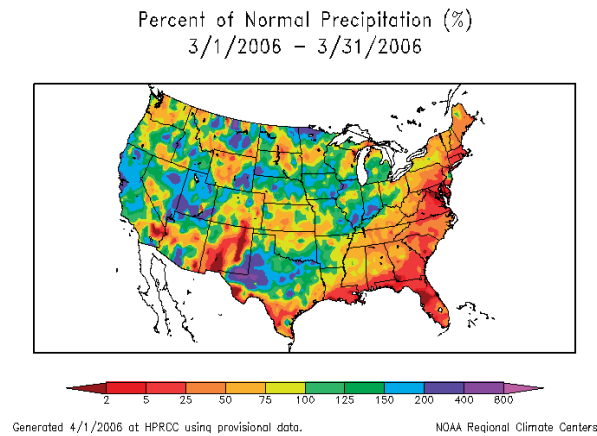 Percent of Normal Precipitation (%)
3/1/2006 - 3/31/2006
2 5 25 50 75 100 125 150 200 400 800
Generated 4/1/2006 at HPRCC using provisional data. NOAA Regional Climate Centers